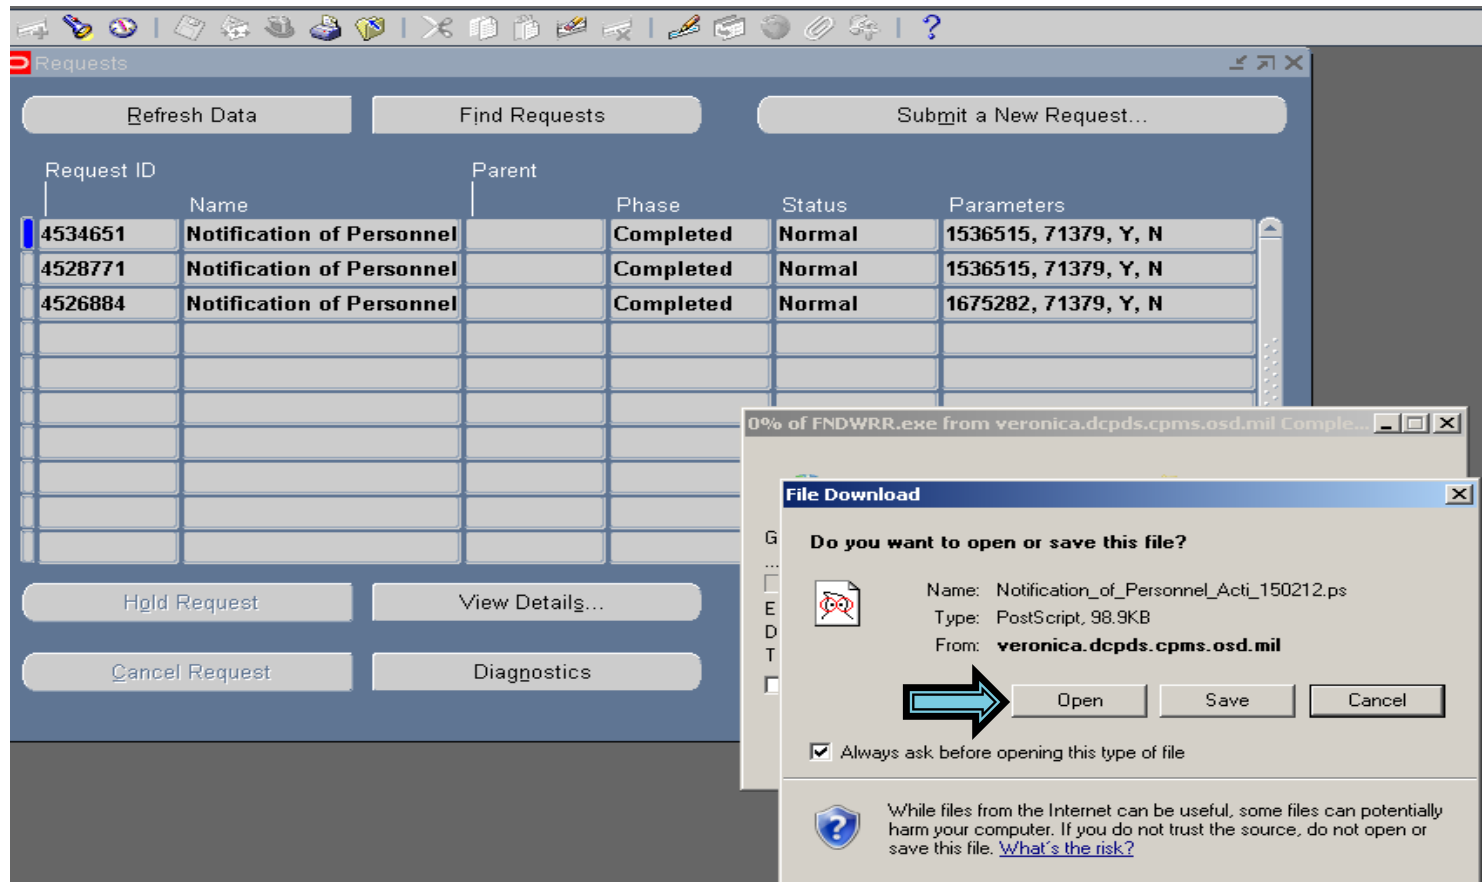 ?
Requests
Refresh Data
Find Requests
Submit a New Request...
Request ID
Parent
Name
Phase
Status
Parameters
4534651 Notification of Personnel Completed Normal 1536515, 71379, Y, N
4528771 Notification of Personnel Completed Normal 1536515, 71379, Y, N
4526884 Notification of Personnel Completed Normal 1675282, 71379, Y, N
Hold Request
View Details...
Cancel Request
Diagnostics
0% of FNDWRR.exe from veronica.dcpds.cpms.osd.mil Comple...
G
...
E
D
T
File Download
Do you want to open or save this file?
Name: Notification_of_Personnel_Acti_150212.ps
Type: PostScript, 98.9KB
From: veronica.dcpds.cpms.osd.mil
Open
Save
Cancel
Always ask before opening this type of file
While files from the Internet can be useful, some files can potentially
harm your computer. If you do not trust the source, do not open or
save this file. What's the risk?